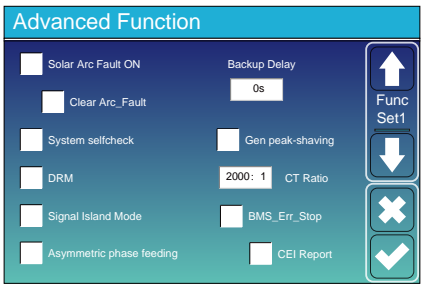 Advanced Function
Solar Arc Fault ON
Backup Delay
0s
Clear Arc_Fault
Func
Set1
System selfcheck
Gen peak-shaving
DRM
2000: 1
CT Ratio
Signal Island Mode
BMS_Err_Stop
Asymmetric phase feeding
CEI Report